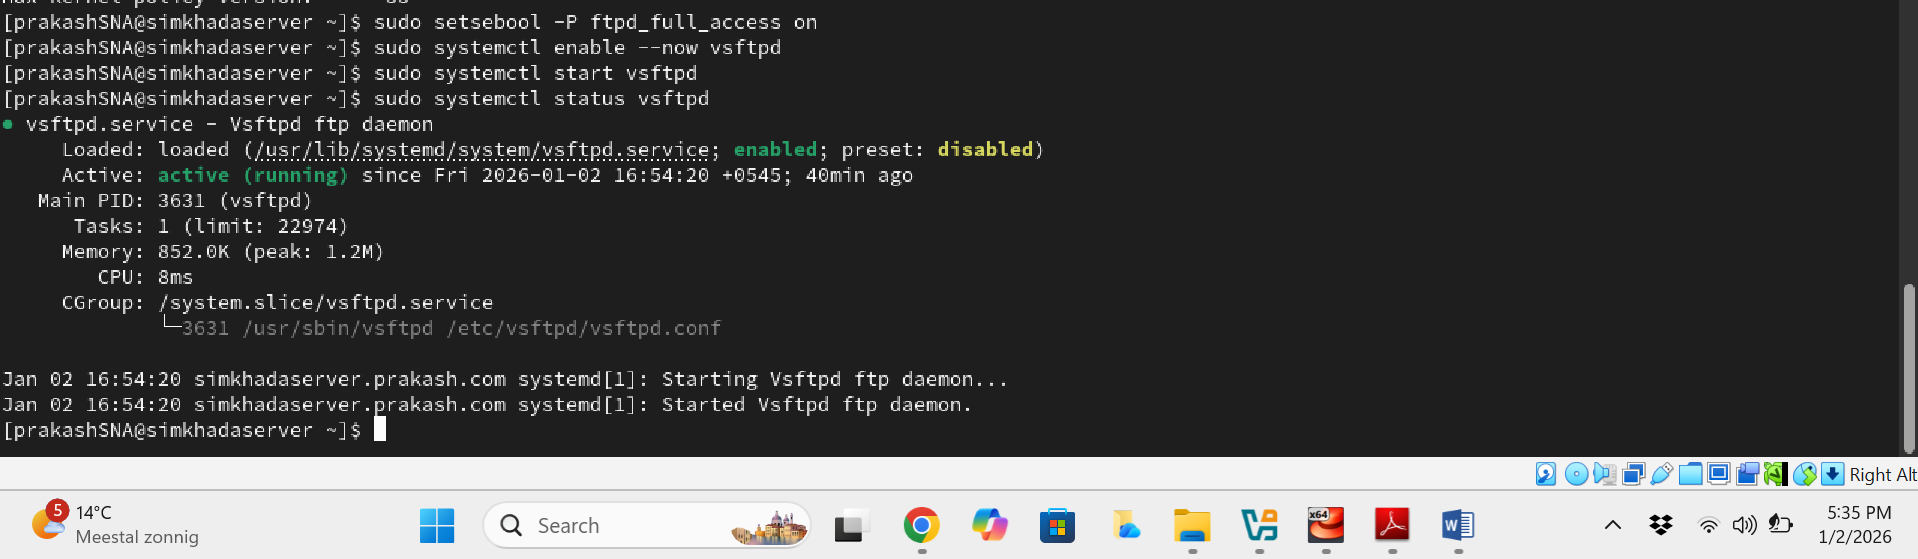 [prakashSNA@simkhadaserver ~]$ sudo setsebool -P ftpd_full_access on
[prakashSNA@simkhadaserver ~]$ sudo systemctl enable --now vsftpd
[prakashSNA@simkhadaserver ~]$ sudo systemctl start vsftpd
[prakashSNA@simkhadaserver ~]$ sudo systemctl status vsftpd
● vsftpd.service - Vsftpd ftp daemon
Loaded: loaded (/usr/lib/systemd/system/vsftpd.service; enabled; preset: disabled)
Active: active (running) since Fri 2026-01-02 16:54:20 +0545; 40min ago
Main PID: 3631 (vsftpd)
Tasks: 1 (limit: 22974)
Memory: 852.0K (peak: 1.2M)
CPU: 8ms
CGroup: /system.slice/vsftpd.service
└─3631 /usr/sbin/vsftpd /etc/vsftpd/vsftpd.conf
Jan 02 16:54:20 simkhadaserver.prakash.com systemd[1]: Starting Vsftpd ftp daemon...
Jan 02 16:54:20 simkhadaserver.prakash.com systemd[1]: Started Vsftpd ftp daemon.
[prakashSNA@simkhadaserver ~]$
Right Alt
5
14°C
Meestal zonnig
Search
x64
5:35 PM
1/2/2026